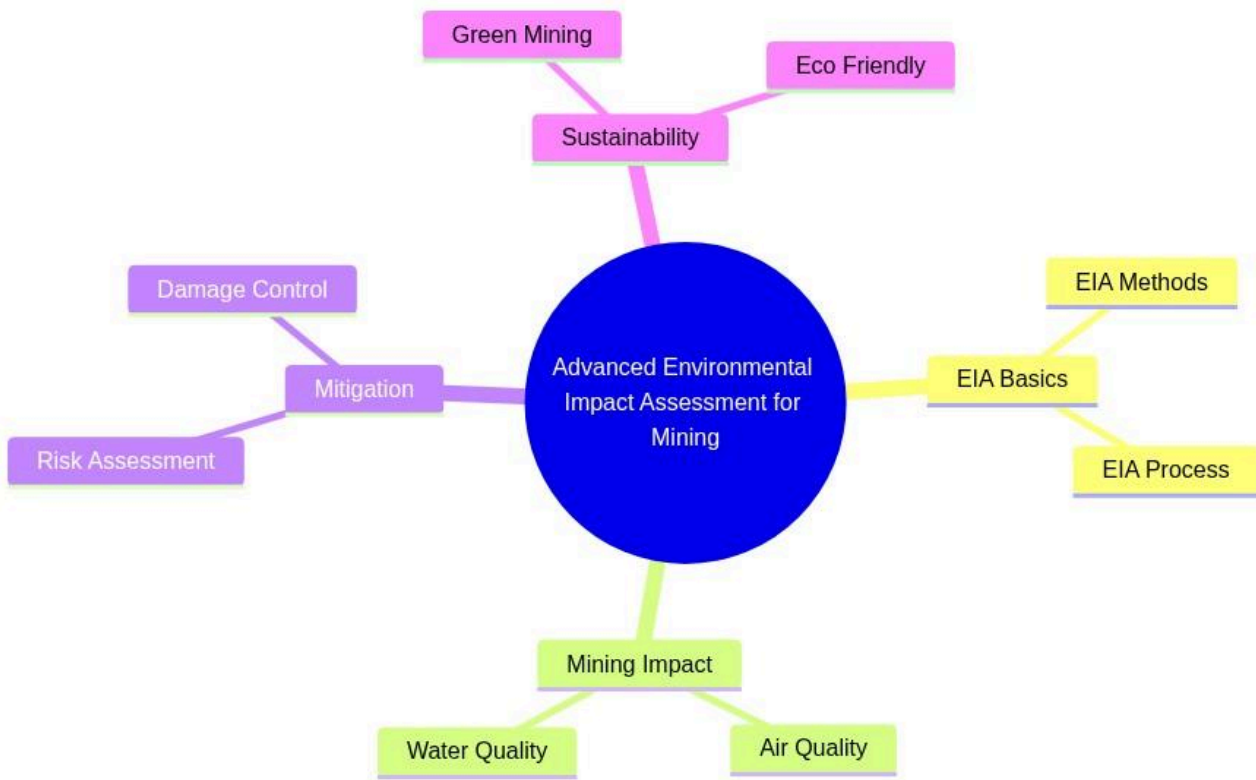 Green Mining
Eco Friendly
Sustainability
Damage Control
EIA Methods
Advanced Environmental
Impact Assessment for
Mining
EIA Basics
Mitigation
Risk Assessment
EIA Process
Mining Impact
Water Quality
Air Quality